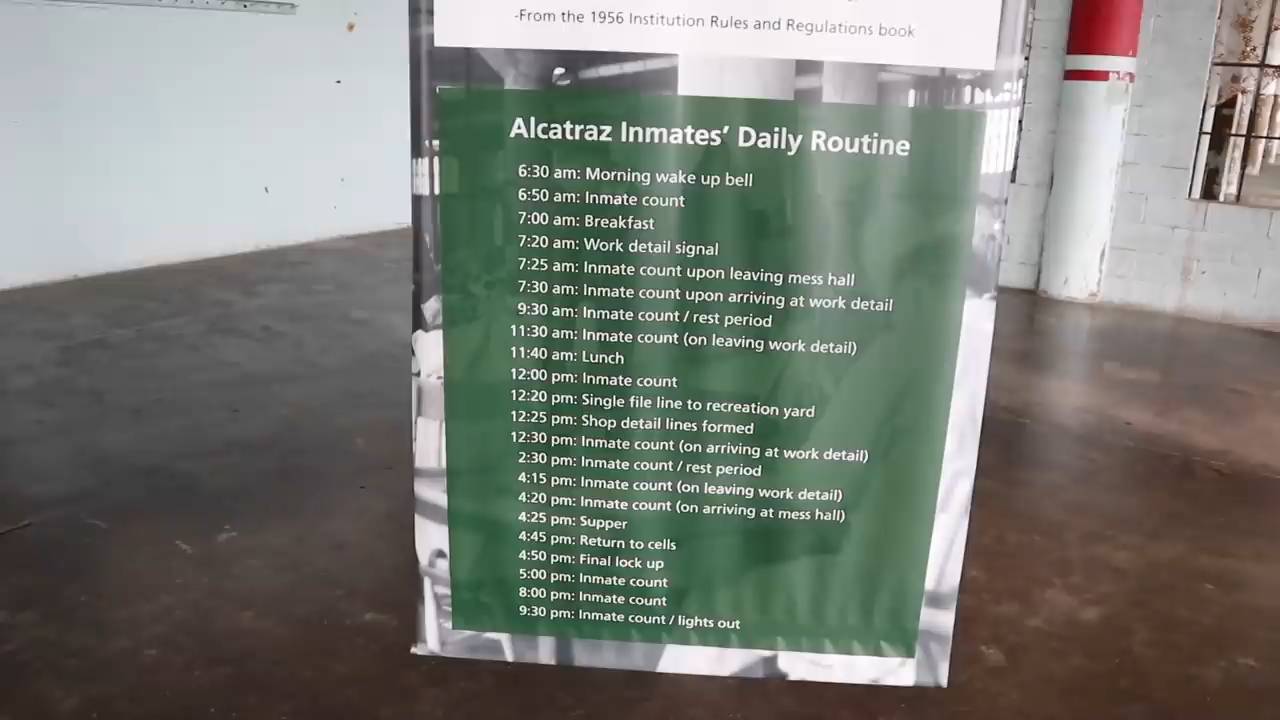 -From the 1956 Institution Rules and Regulations book
Alcatraz Inmates' Daily Routine
6:30 am: Morning wake up bell
6:50 am: Inmate count
7:00 am: Breakfast
7:20 am: Work detail signal
7:25 am: Inmate count upon leaving mess hall
7:30 am: Inmate count upon arriving at work detail
9:30 am: Inmate count / rest period
11:30 am: Inmate count (on leaving work detail)
11:40 am: Lunch
12:00 pm: Inmate count
12:20 pm: Single file line to recreation yard
12:25 pm: Shop detail lines formed
12:30 pm: Inmate count (on arriving at work detail)
2:30 pm: Inmate count / rest period
4:15 pm: Inmate count (on leaving work detail)
4:20 pm: Inmate count (on arriving at mess hall)
4:25 pm: Supper
4:45 pm: Return to cells
4:50 pm: Final lock up
5:00 pm: Inmate count
8:00 pm: Inmate count
9:30 pm: Inmate count / lights out